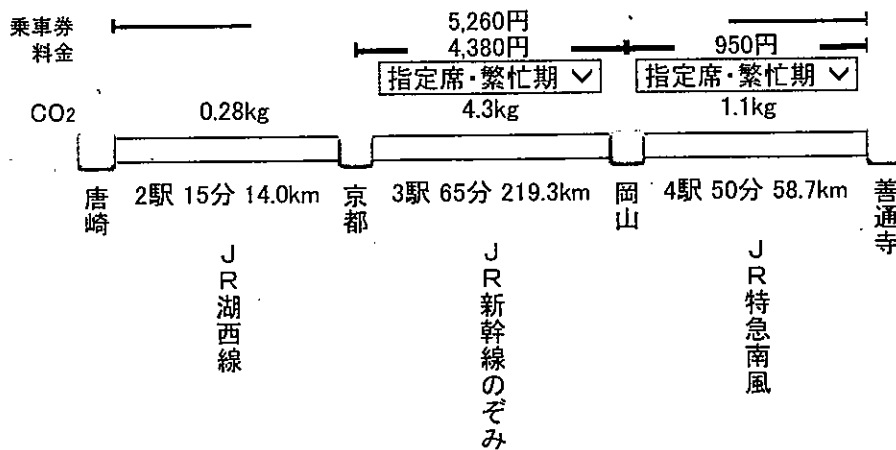 乗車券 5,260円
料金 4,380円 950円
指定席・繁忙期 指定席・繁忙期
CO2 0.28kg 4.3kg 1.1kg
唐崎 2駅 15分 14.0km 京都 3駅 65分 219.3km 岡山 4駅 50分 58.7km 善通寺
JR湖西線 JR新幹線のぞみ JR特急南風